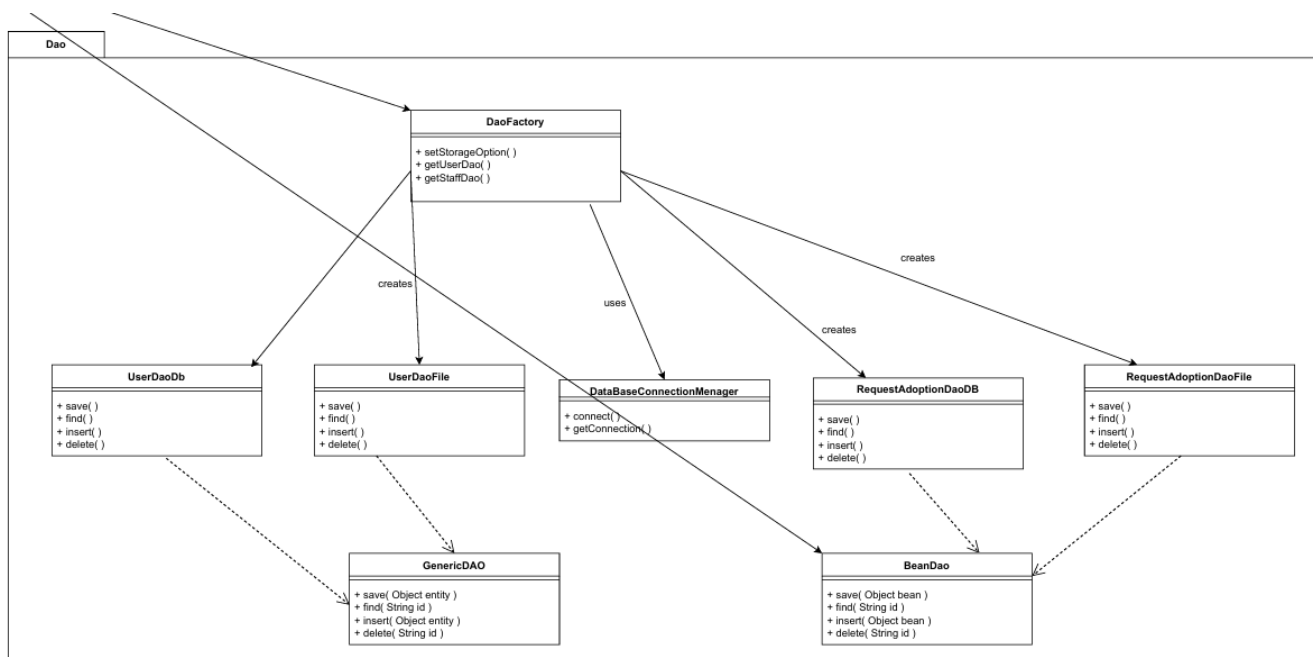 Dao
DaoFactory
+ setStorageOption( )
+ getUserDao( )
+ getStaffDao( )
creates
uses
creates
creates
UserDaoDb
+ save( )
+ find( )
+ insert( )
+ delete( )
UserDaoFile
+ save( )
+ find( )
+ insert( )
+ delete( )
DataBaseConnectionMenager
+ connect( )
+ getConnection( )
RequestAdoptionDaoDB
+ save( )
+ find( )
+ insert( )
+ delete( )
RequestAdoptionDaoFile
+ save( )
+ find( )
+ insert( )
+ delete( )
GenericDAO
+ save( Object entity )
+ find( String id )
+ insert( Object entity )
+ delete( String id )
BeanDao
+ save( Object bean )
+ find( String id )
+ insert( Object bean )
+ delete( String id )